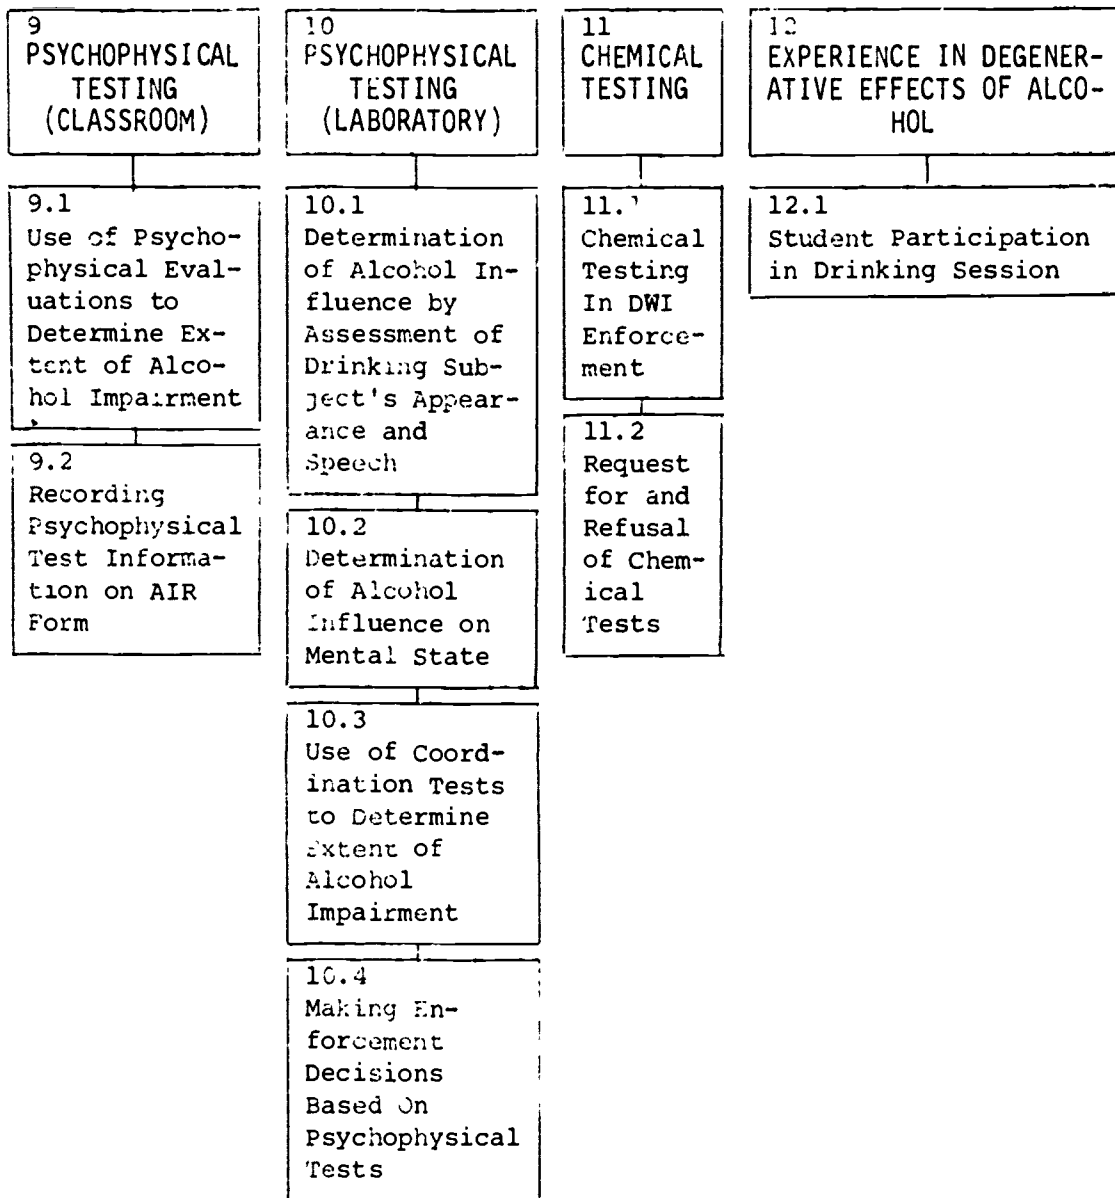 9
PSYCHOPHYSICAL
TESTING
(CLASSROOM)
9.1
Use of Psycho-
physical Eval-
uations to
Determine Ex-
tent of Alco-
hol Impairment
9.2
Recording
Psychophysical
Test Informa-
tion on AIR
Form
10
PSYCHOPHYSICAL
TESTING
(LABORATORY)
10.1
Determination
of Alcohol In-
fluence by
Assessment of
Drinking Sub-
ject's Appear-
ance and
Speech
10.2
Determination
of Alcohol
Influence on
Mental State
10.3
Use of Coord-
ination Tests
to Determine
Extent of
Alcohol
Impairment
10.4
Making En-
forcement
Decisions
Based On
Psychophysical
Tests
11
CHEMICAL
TESTING
11.1
Chemical
Testing
In DWI
Enforce-
ment
11.2
Request
for and
Refusal
of Chem-
ical
Tests
12
EXPERIENCE IN DEGENER-
ATIVE EFFECTS OF ALCO-
HOL
12.1
Student Participation
in Drinking Session